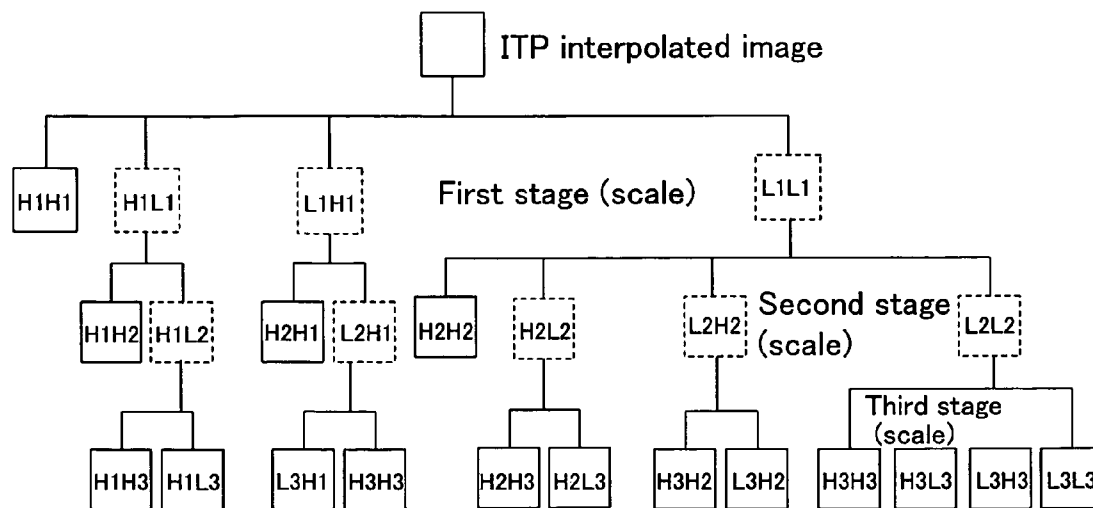 ITP interpolated image
H1H1
H1L1
L1H1
First stage (scale)
L1L1
H1H2
H1L2
H2H1
L2H1
H2H2
H2L2
L2H2
Second stage
(scale)
L2L2
Third stage
(scale)
H1H3
H1L3
L3H1
H3H3
H2H3
H2L3
H3H2
L3H2
H3H3
H3L3
L3H3
L3L3